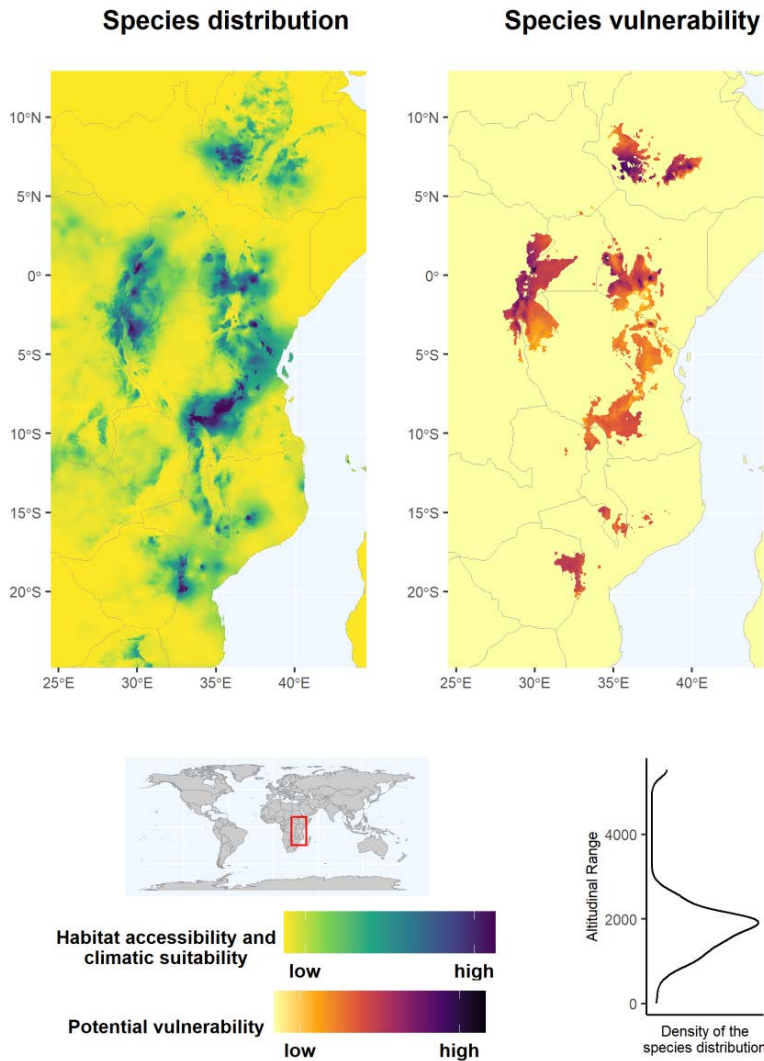 Species distribution
Species vulnerability
10°N
5°N
0°
5°S
10°S
15°S
20°S
25°E
30°E
35°E
40°E
10°N
5°N
0°
5°S
10°S
15°S
20°S
25°E
30°E
35°E
40°E
Habitat accessibility and
climatic suitability
low
high
Potential vulnerability
low
high
Altitudinal Range
4000
2000
0
Density of the
species distribution